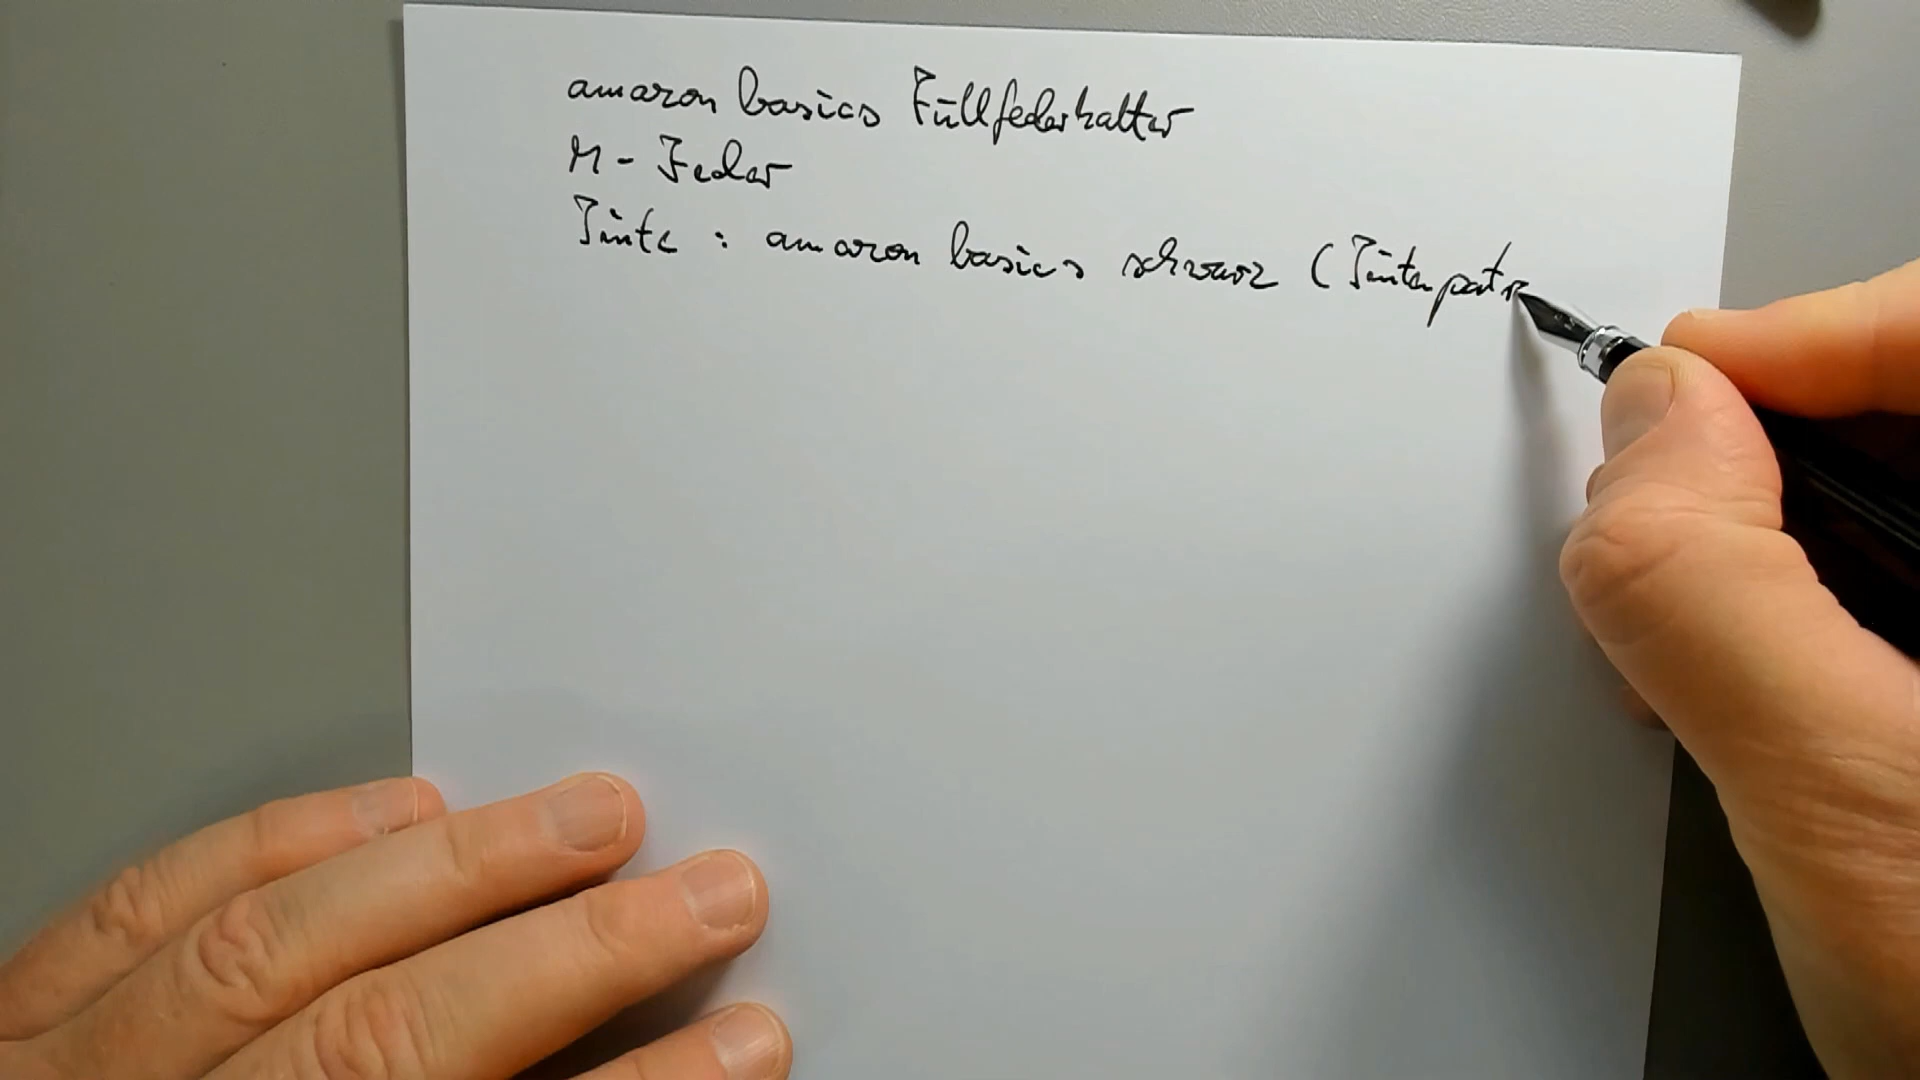 amazon basics Füllfederhalter
M - Feder
Tinte : amazon basics schwarz (Tintenpatr